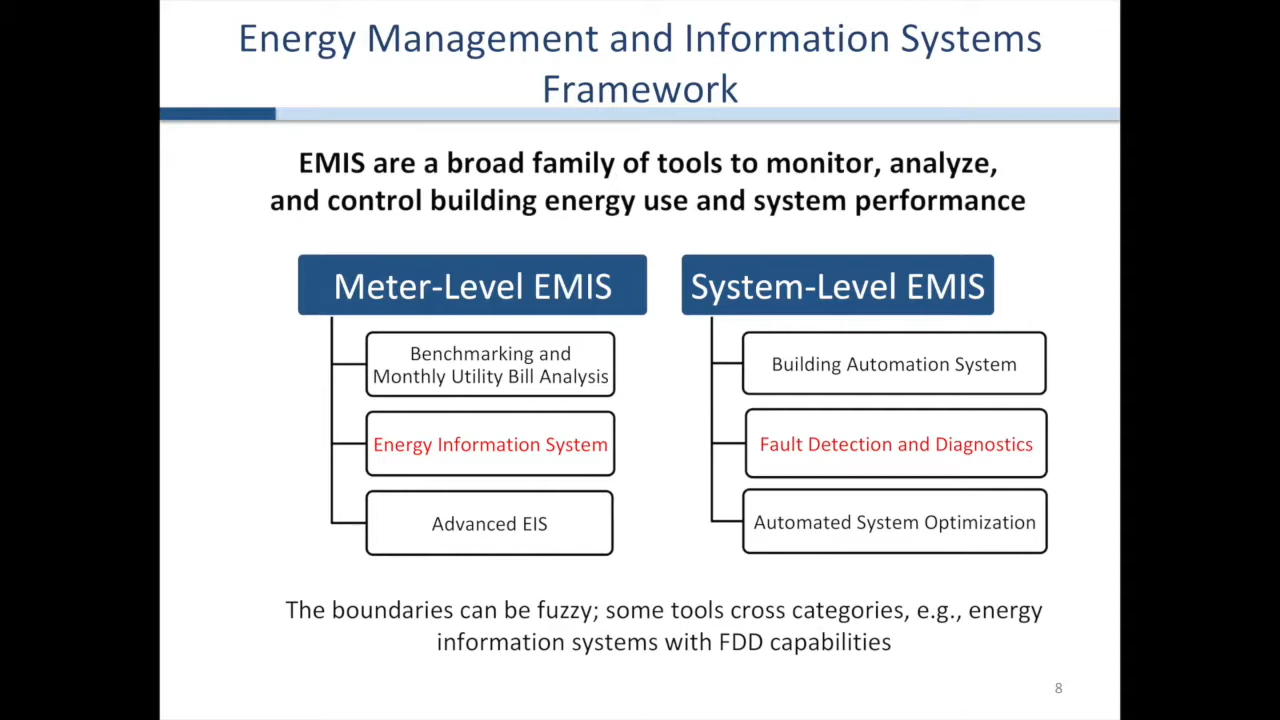 Energy Management and Information Systems
Framework
EMIS are a broad family of tools to monitor, analyze,
and control building energy use and system performance
Meter-Level EMIS
Benchmarking and
Monthly Utility Bill Analysis
Energy Information System
Advanced EIS
System-Level EMIS
Building Automation System
Fault Detection and Diagnostics
Automated System Optimization
The boundaries can be fuzzy; some tools cross categories, e.g., energy
information systems with FDD capabilities
8